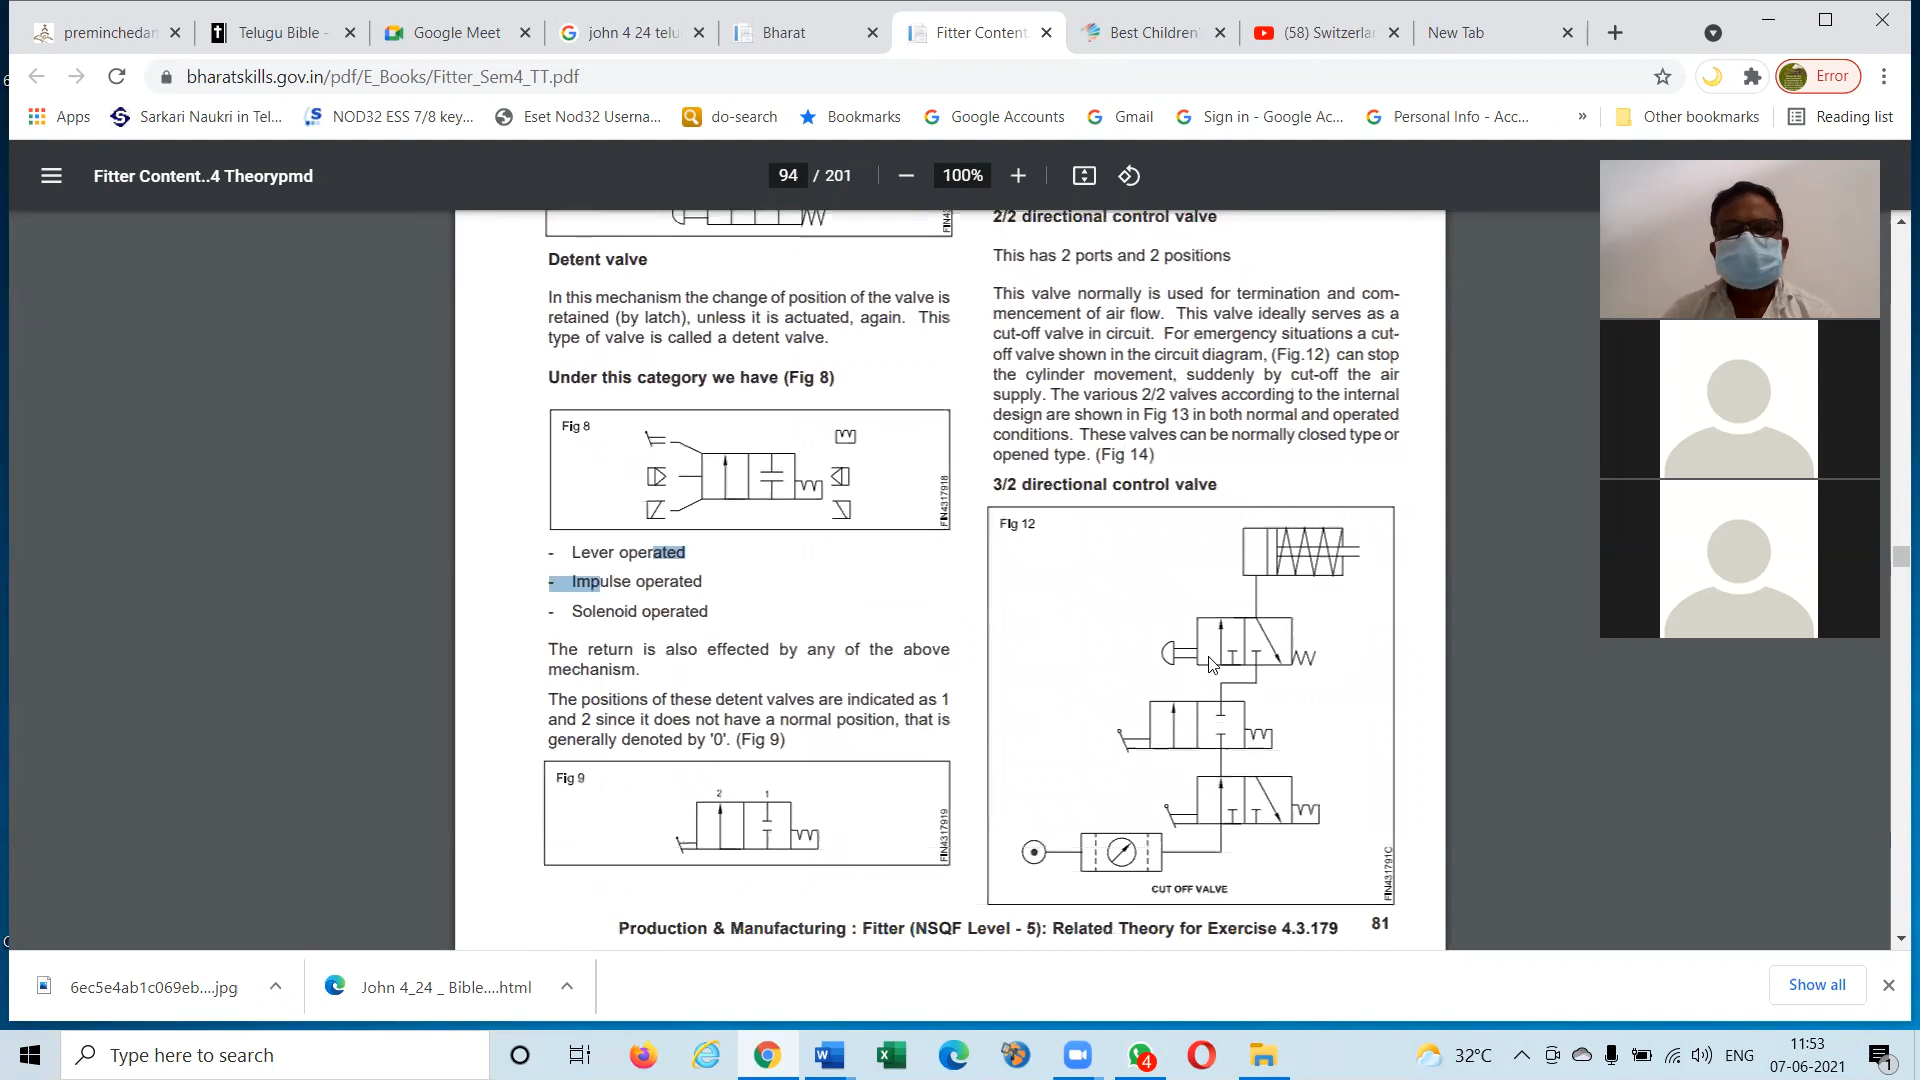 preminchedan
Telugu Bible -
Google Meet
john 4 24 telu
Bharat
Fitter Content.
Best Children'
(58) Switzerlan
New Tab
bharatskills.gov.in/pdf/E_Books/Fitter_Sem4_TT.pdf
Error
Apps
Sarkari Naukri in Tel...
NOD32 ESS 7/8 key...
Eset Nod32 Userna...
do-search
Bookmarks
Google Accounts
Gmail
Sign in - Google Ac...
Personal Info - Acc...
»
Other bookmarks
Reading list
Fitter Content..4 Theorypmd
94 / 201
100%
Detent valve
In this mechanism the change of position of the valve is
retained (by latch), unless it is actuated, again. This
type of valve is called a detent valve.
Under this category we have (Fig 8)
Fig 8
FIN4317918
- Lever operated
- Impulse operated
- Solenoid operated
The return is also effected by any of the above
mechanism.
The positions of these detent valves are indicated as 1
and 2 since it does not have a normal position, that is
generally denoted by '0'. (Fig 9)
Fig 9
2 1
FIN4317919
2/2 directional control valve
This has 2 ports and 2 positions
This valve normally is used for termination and com-
mencement of air flow. This valve ideally serves as a
cut-off valve in circuit. For emergency situations a cut-
off valve shown in the circuit diagram, (Fig.12) can stop
the cylinder movement, suddenly by cut-off the air
supply. The various 2/2 valves according to the internal
design are shown in Fig 13 in both normal and operated
conditions. These valves can be normally closed type or
opened type. (Fig 14)
3/2 directional control valve
Fig 12
CUT OFF VALVE
FIN431791C
Production & Manufacturing : Fitter (NSQF Level - 5): Related Theory for Exercise 4.3.179
81
6ec5e4ab1c069eb....jpg
John 4_24 _ Bible....html
Show all
Type here to search
4
32°C
ENG
11:53
07-06-2021
1